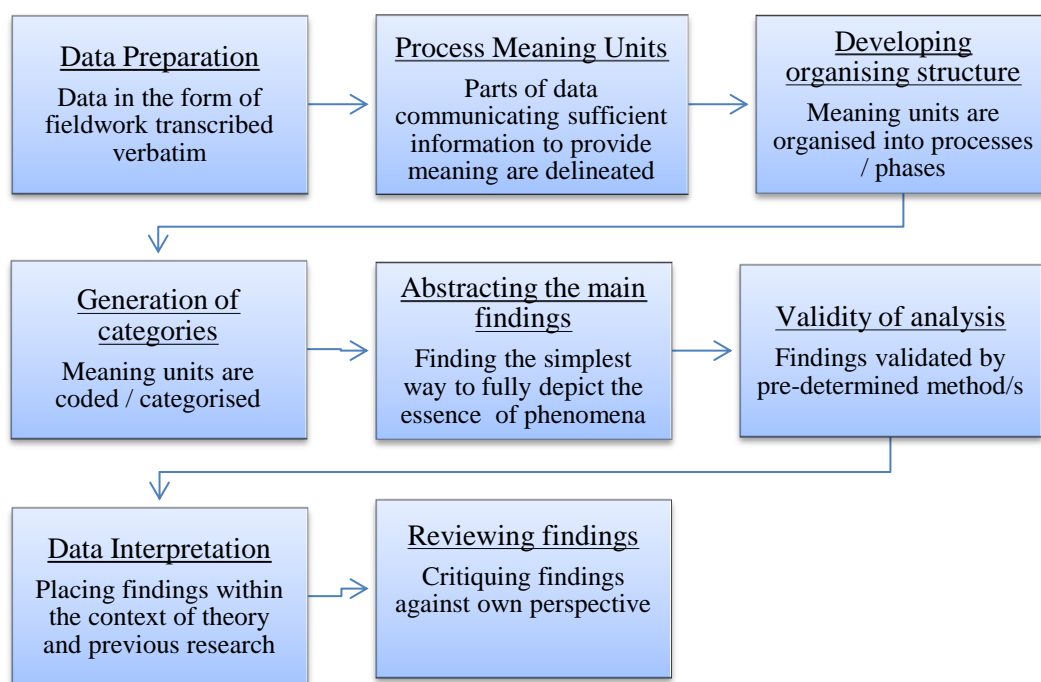 Data Preparation
Data in the form of
fieldwork transcribed
verbatim
Process Meaning Units
Parts of data
communicating sufficient
information to provide
meaning are delineated
Developing
organising structure
Meaning units are
organised into processes
/ phases
Generation of
categories
Meaning units are
coded / categorised
Abstracting the main
findings
Finding the simplest
way to fully depict the
essence of phenomena
Validity of analysis
Findings validated by
pre-determined method/s
Data Interpretation
Placing findings within
the context of theory
and previous research
Reviewing findings
Critiquing findings
against own perspective